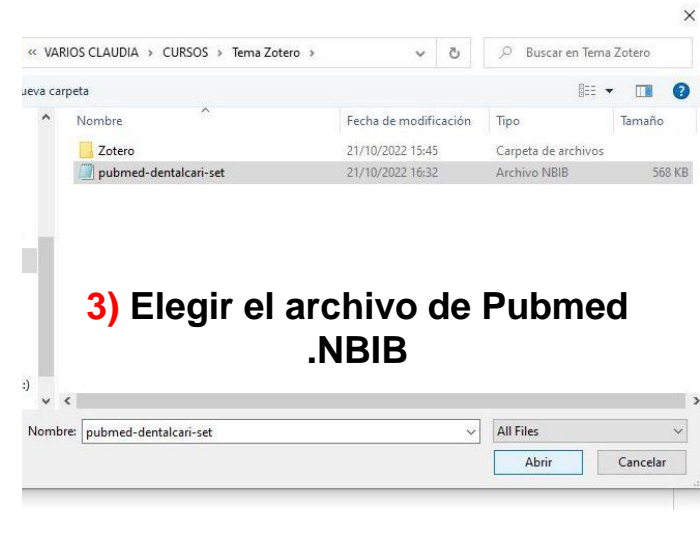 « VARIOS CLAUDIA > CURSOS > Tema Zotero >
Buscar en Tema Zotero
ueva carpeta
Nombre Fecha de modificación Tipo Tamaño
Zotero 21/10/2022 15:45 Carpeta de archivos
pubmed-dentalcari-set 21/10/2022 16:32 Archivo NBIB 568 KB
3) Elegir el archivo de Pubmed
.NBIB
:)
Nombre: pubmed-dentalcari-set All Files
Abrir Cancelar